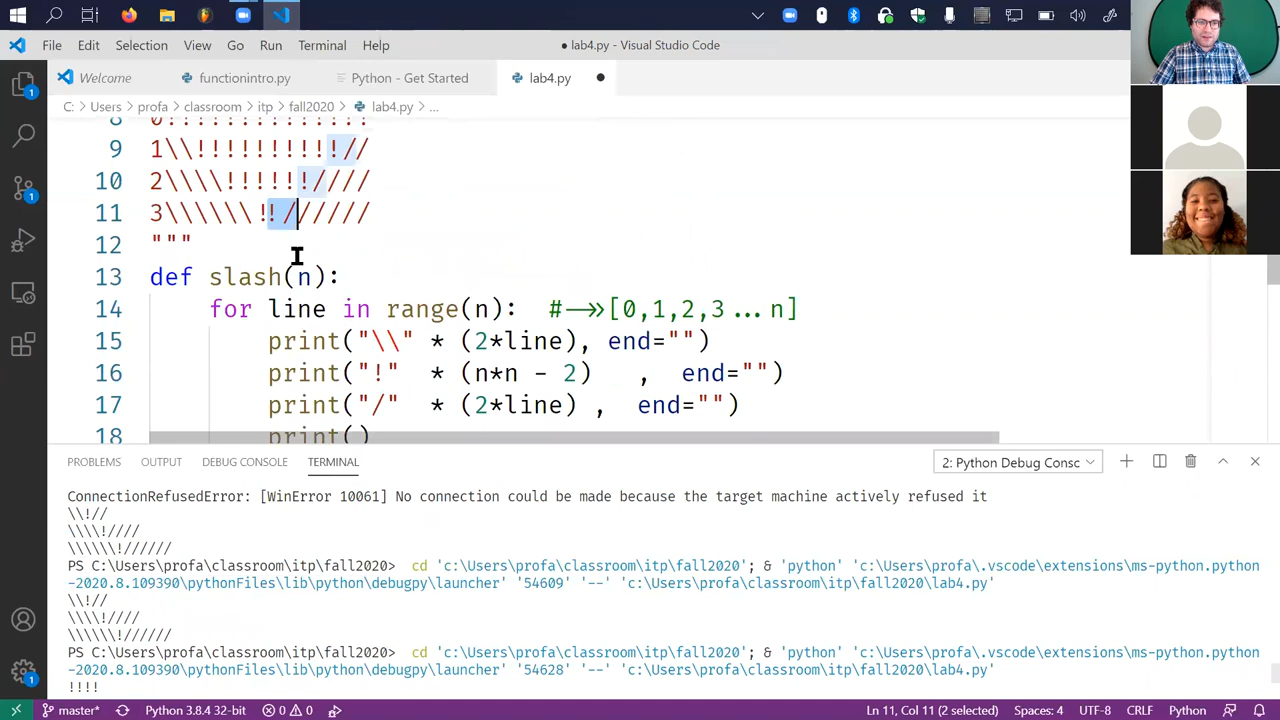 File Edit Selection View Go Run Terminal Help ● lab4.py - Visual Studio Code
Welcome functionintro.py Python - Get Started lab4.py ●
C: > Users > profa > classroom > itp > fall2020 > lab4.py > ...
8 0!!!!!!!!!!!!!!
9 1\\!!!!!!!!!!//
10 2\\\\!!!!!!////
11 3\\\\\\!!//////
12 """
13 def slash(n):
14 for line in range(n): #->>[0,1,2,3...n]
15 print("\\" * (2*line), end="")
16 print("!" * (n*n - 2) , end="")
17 print("/" * (2*line) , end="")
18 print()
PROBLEMS OUTPUT DEBUG CONSOLE TERMINAL 2: Python Debug Consc
ConnectionRefusedError: [WinError 10061] No connection could be made because the target machine actively refused it
\\!//
\\\\!////
\\\\\\!//////
PS C:\Users\profa\classroom\itp\fall2020> cd 'c:\Users\profa\classroom\itp\fall2020'; & 'python' 'c:\Users\profa\.vscode\extensions\ms-python.python
-2020.8.109390\pythonFiles\lib\python\debugpy\launcher' '54609' '--' 'c:\Users\profa\classroom\itp\fall2020\lab4.py'
\\!//
\\\\!////
\\\\\\!//////
PS C:\Users\profa\classroom\itp\fall2020> cd 'c:\Users\profa\classroom\itp\fall2020'; & 'python' 'c:\Users\profa\.vscode\extensions\ms-python.python
-2020.8.109390\pythonFiles\lib\python\debugpy\launcher' '54628' '--' 'c:\Users\profa\classroom\itp\fall2020\lab4.py'
!!!!
master* Python 3.8.4 32-bit 0 0 Ln 11, Col 11 (2 selected) Spaces: 4 UTF-8 CRLF Python